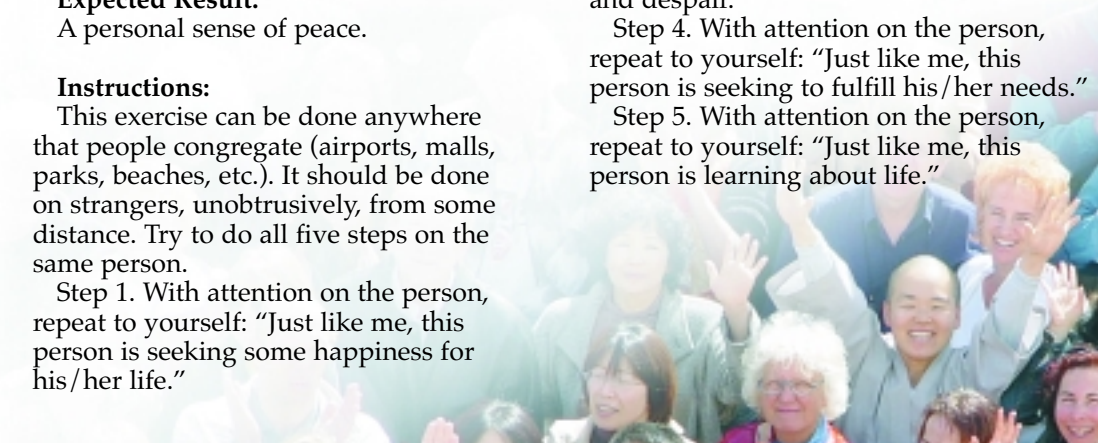 Expected Result:
A personal sense of peace.
Instructions:
This exercise can be done anywhere
that people congregate (airports, malls,
parks, beaches, etc.). It should be done
on strangers, unobtrusively, from some
distance. Try to do all five steps on the
same person.
Step 1. With attention on the person,
repeat to yourself: “Just like me, this
person is seeking some happiness for
his/her life.”
and despair.”
Step 4. With attention on the person,
repeat to yourself: “Just like me, this
person is seeking to fulfill his/her needs.”
Step 5. With attention on the person,
repeat to yourself: “Just like me, this
person is learning about life.”